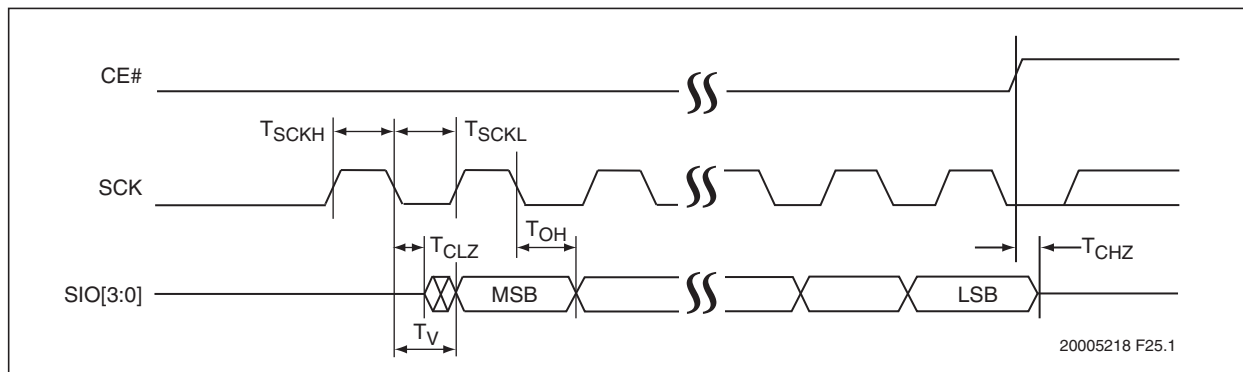 CE#
TSCKH
TSCKL
SCK
TOH
TCLZ
TCHZ
SIO[3:0]
MSB
LSB
TV
20005218 F25.1